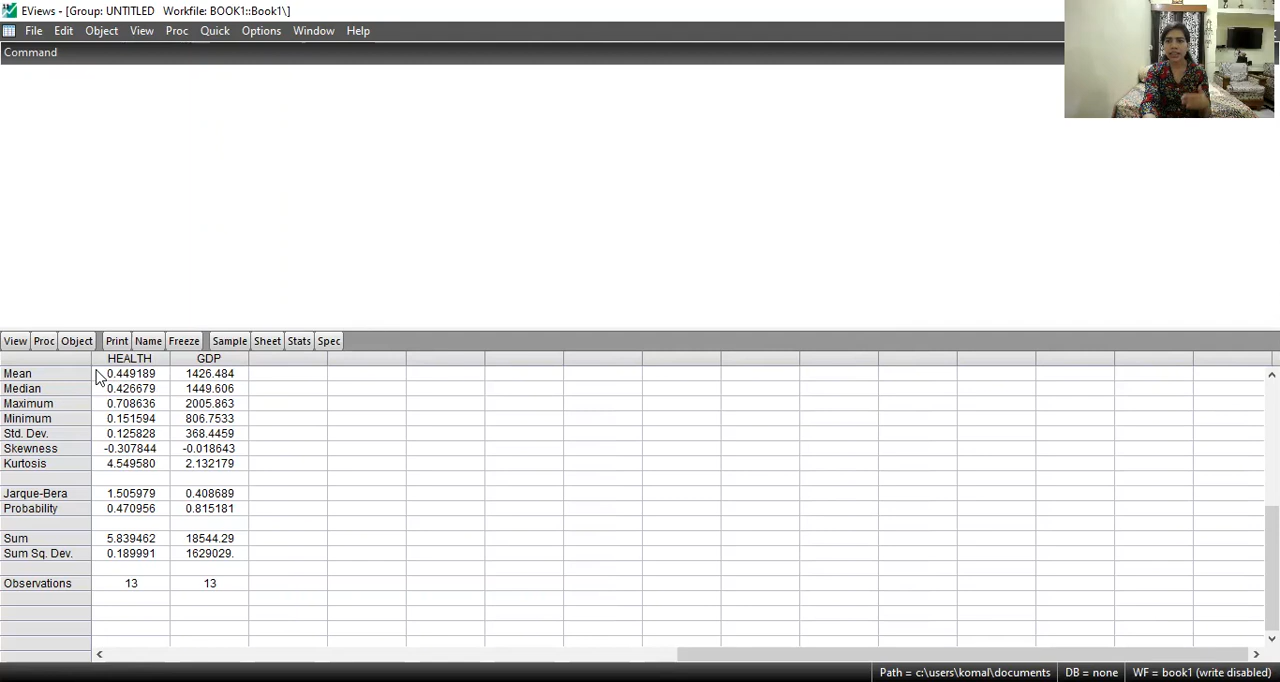 EViews - [Group: UNTITLED   Workfile: BOOK1::Book1\]
File Edit Object View Proc Quick Options Window Help
Command
View Proc Object Print Name Freeze Sample Sheet Stats Spec
HEALTH GDP
Mean 0.449189 1426.484
Median 0.426679 1449.606
Maximum 0.708636 2005.863
Minimum 0.151594 806.7533
Std. Dev. 0.125828 368.4459
Skewness -0.307844 -0.018643
Kurtosis 4.549580 2.132179
Jarque-Bera 1.505979 0.408689
Probability 0.470956 0.815181
Sum 5.839462 18544.29
Sum Sq. Dev. 0.189991 1629029.
Observations 13 13
Path = c:\users\komal\documents DB = none WF = book1 (write disabled)